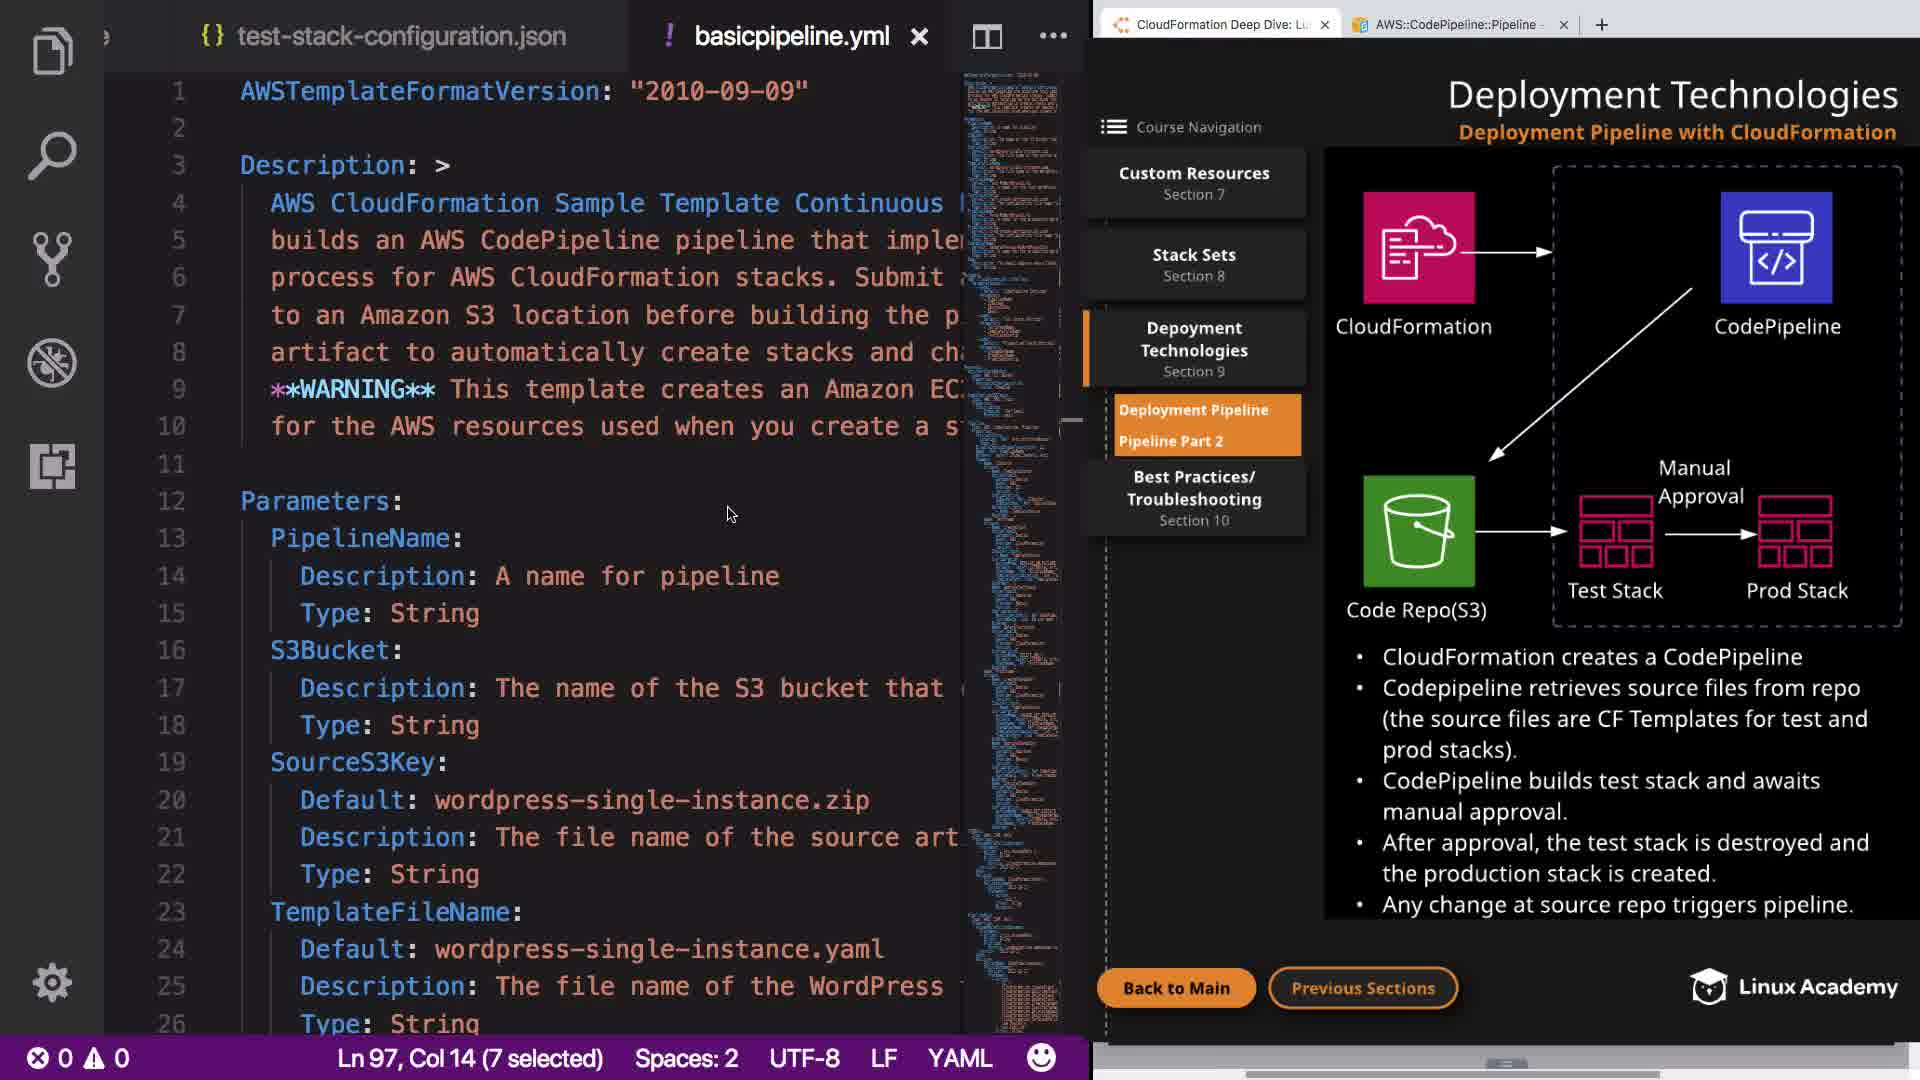 test-stack-configuration.json
basicpipeline.yml
1 AWSTemplateFormatVersion: "2010-09-09"
2
3 Description: >
4 AWS CloudFormation Sample Template Continuous
5 builds an AWS CodePipeline pipeline that imple
6 process for AWS CloudFormation stacks. Submit
7 to an Amazon S3 location before building the p
8 artifact to automatically create stacks and ch
9 **WARNING** This template creates an Amazon EC
10 for the AWS resources used when you create a s
11
12 Parameters:
13 PipelineName:
14 Description: A name for pipeline
15 Type: String
16 S3Bucket:
17 Description: The name of the S3 bucket that
18 Type: String
19 SourceS3Key:
20 Default: wordpress-single-instance.zip
21 Description: The file name of the source art
22 Type: String
23 TemplateFileName:
24 Default: wordpress-single-instance.yaml
25 Description: The file name of the WordPress
26 Type: String
0 0
Ln 97, Col 14 (7 selected)
Spaces: 2
UTF-8
LF
YAML
CloudFormation Deep Dive: Lu
AWS::CodePipeline::Pipeline -
Deployment Technologies
Deployment Pipeline with CloudFormation
Course Navigation
Custom Resources
Section 7
Stack Sets
Section 8
Depoyment
Technologies
Section 9
Deployment Pipeline
Pipeline Part 2
Best Practices/
Troubleshooting
Section 10
CloudFormation
CodePipeline
Manual
Approval
Code Repo(S3)
Test Stack
Prod Stack
• CloudFormation creates a CodePipeline
• Codepipeline retrieves source files from repo
(the source files are CF Templates for test and
prod stacks).
• CodePipeline builds test stack and awaits
manual approval.
• After approval, the test stack is destroyed and
the production stack is created.
• Any change at source repo triggers pipeline.
Back to Main
Previous Sections
Linux Academy